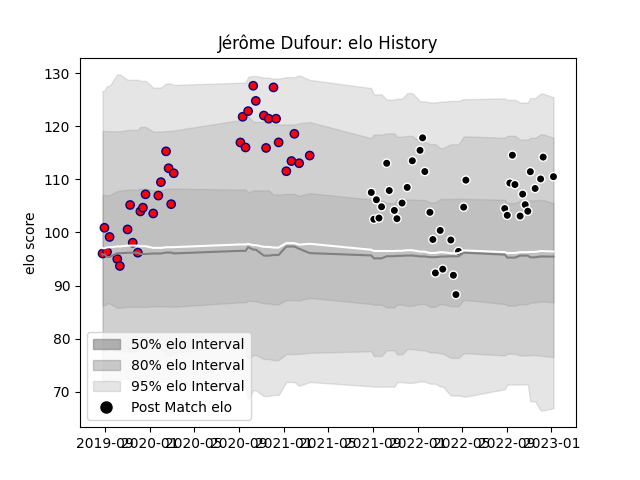 Jérôme Dufour: elo History
130
120
110
100
90
80
70
elo score
50% elo Interval
80% elo Interval
95% elo Interval
Post Match elo
2019-09 2020-01 2020-05 2020-09 2021-01 2021-05 2021-09 2022-01 2022-05 2022-09 2023-01